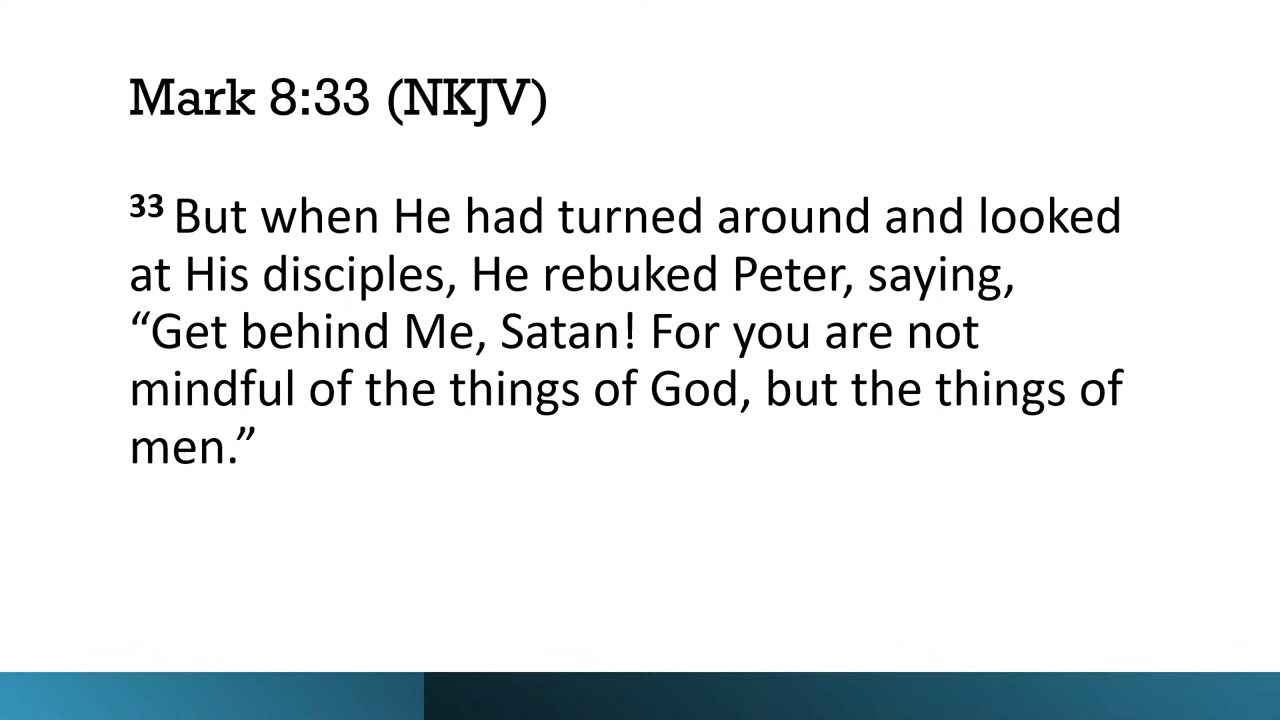 Mark 8:33 (NKJV)
33 But when He had turned around and looked
at His disciples, He rebuked Peter, saying,
“Get behind Me, Satan! For you are not
mindful of the things of God, but the things of
men.”